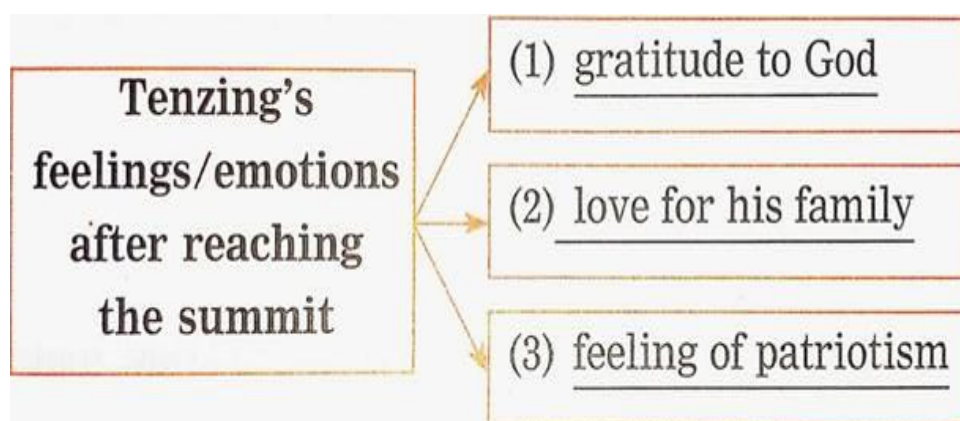 Tenzing's
feelings/emotions
after reaching
the summit
(1) gratitude to God
(2) love for his family
(3) feeling of patriotism